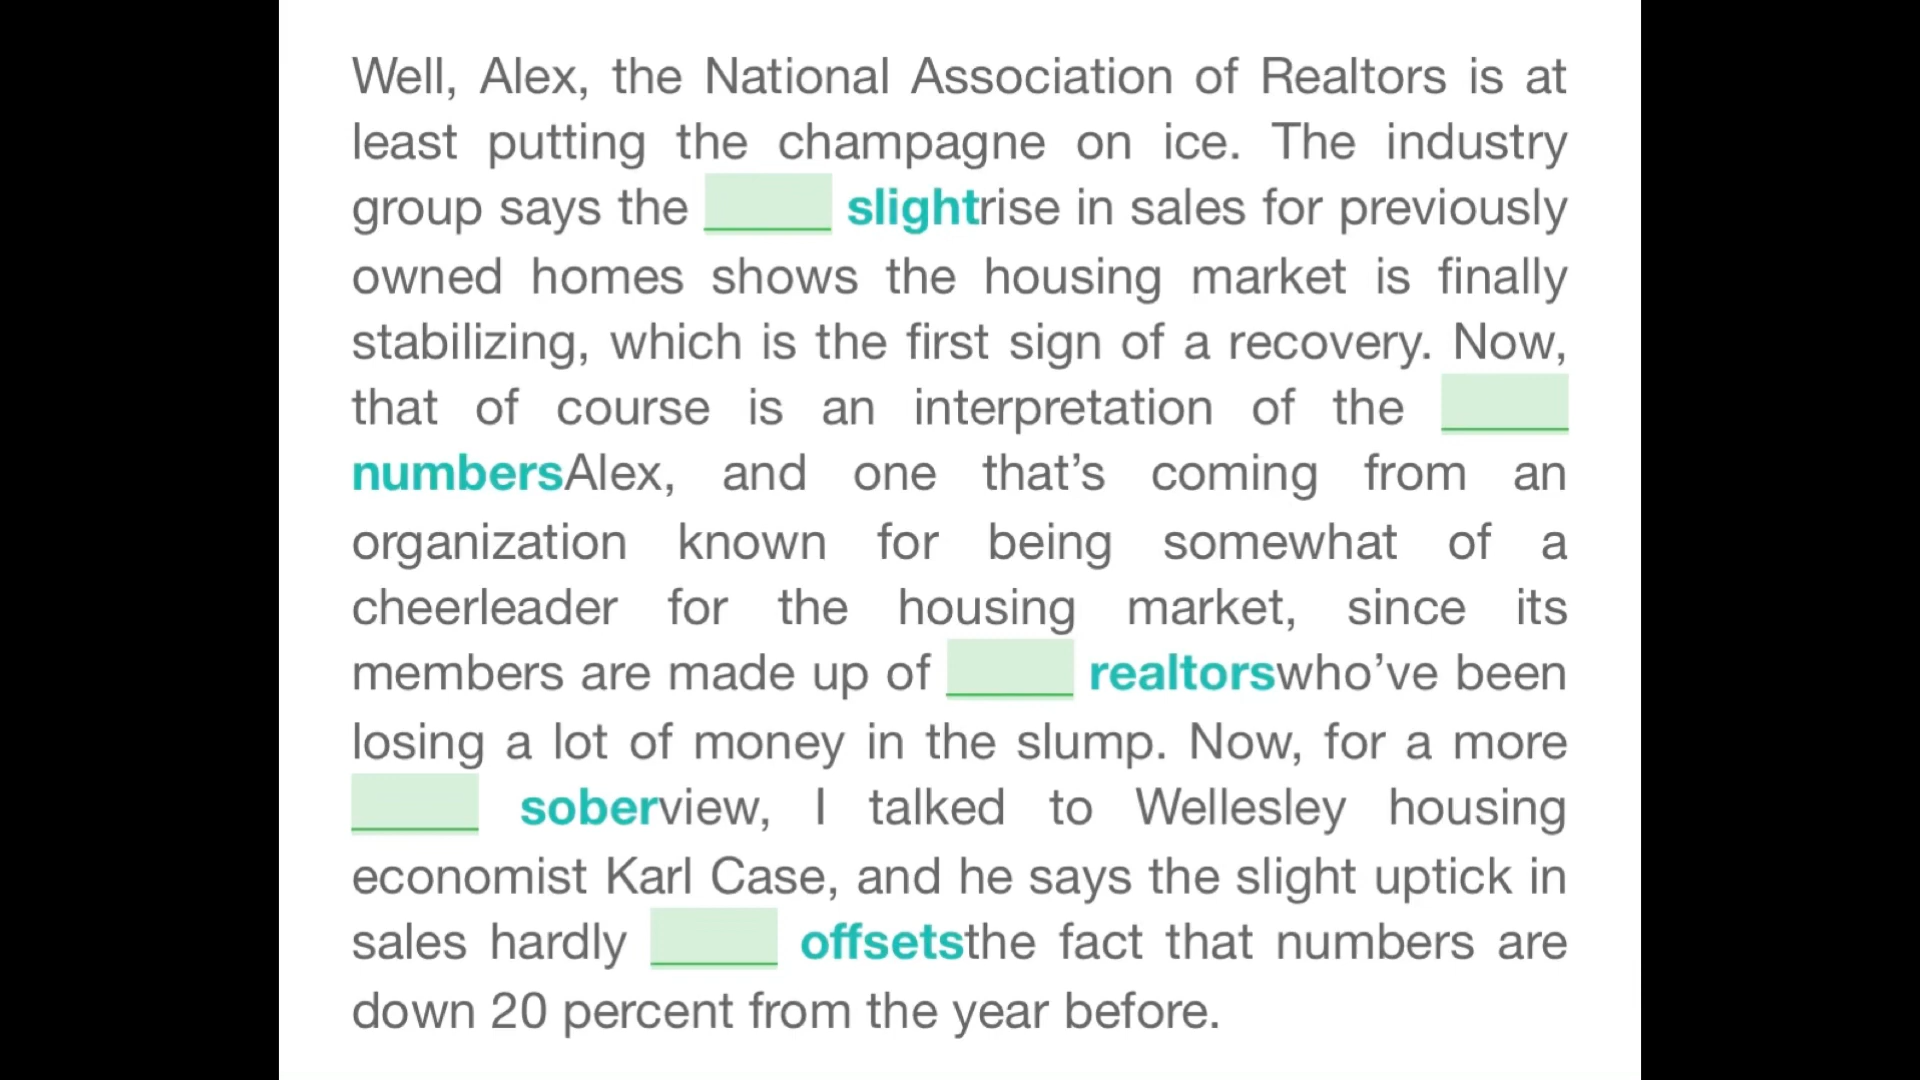 Well, Alex, the National Association of Realtors is at
least putting the champagne on ice. The industry
group says the slightrise in sales for previously
owned homes shows the housing market is finally
stabilizing, which is the first sign of a recovery. Now,
that of course is an interpretation of the
numbersAlex, and one that’s coming from an
organization known for being somewhat of a
cheerleader for the housing market, since its
members are made up of realtorswho’ve been
losing a lot of money in the slump. Now, for a more
soberview, I talked to Wellesley housing
economist Karl Case, and he says the slight uptick in
sales hardly offsetsthe fact that numbers are
down 20 percent from the year before.